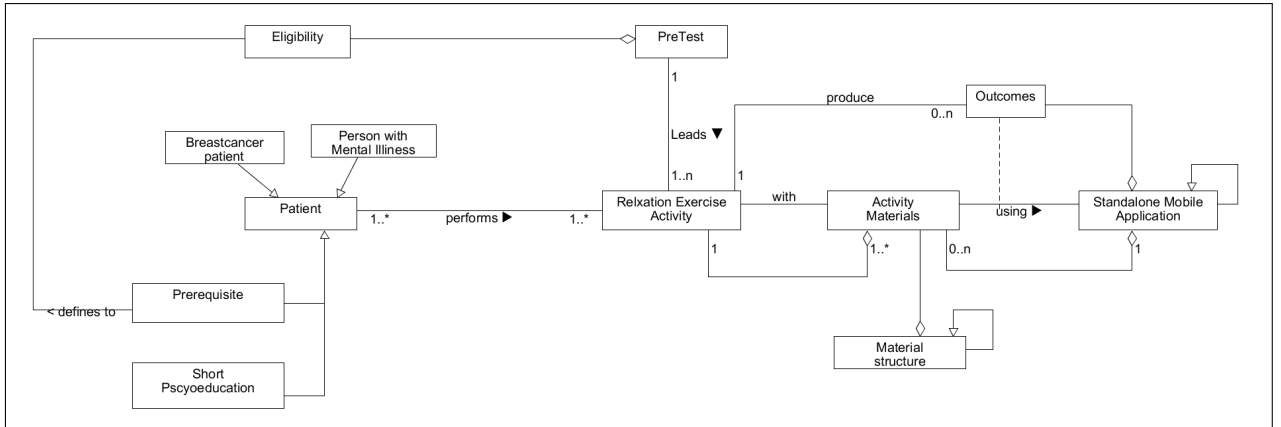 Eligibility
PreTest
1
produce
Outcomes
0..n
Breastcancer
patient
Person with
Mental Illiness
Leads ▼
1..n
1
Patient
1..*
performs ▶
1..*
Relxation Exercise
Activity
with
Activity
Materials
using ▶
Standalone Mobile
Application
1
1..*
0..n
1
Prerequisite
< defines to
Material
structure
Short
Pscyoeducation